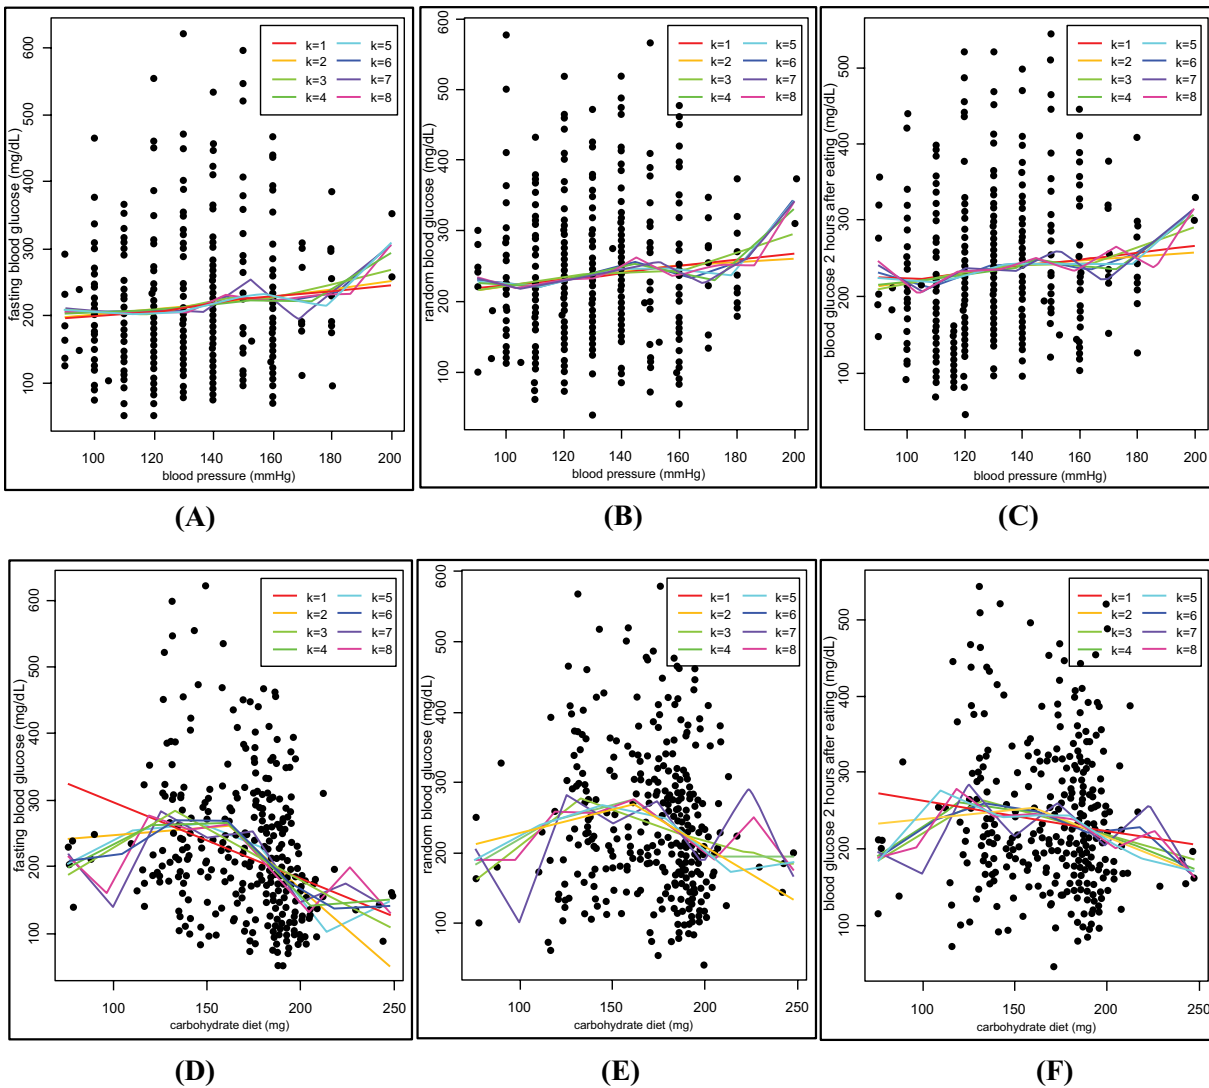 fasting blood glucose (mg/dL)
600
500
400
300
200
100
k=1 k=5
k=2 k=6
k=3 k=7
k=4 k=8
100 120 140 160 180 200
blood pressure (mmHg)
(A)
random blood glucose (mg/dL)
600
500
400
300
200
100
k=1 k=5
k=2 k=6
k=3 k=7
k=4 k=8
100 120 140 160 180 200
blood pressure (mmHg)
(B)
blood glucose 2 hours after eating (mg/dL)
500
400
300
200
100
k=1 k=5
k=2 k=6
k=3 k=7
k=4 k=8
100 120 140 160 180 200
blood pressure (mmHg)
(C)
fasting blood glucose (mg/dL)
600
500
400
300
200
100
k=1 k=5
k=2 k=6
k=3 k=7
k=4 k=8
100 150 200 250
carbohydrate diet (mg)
(D)
random blood glucose (mg/dL)
600
500
400
300
200
100
k=1 k=5
k=2 k=6
k=3 k=7
k=4 k=8
100 150 200 250
carbohydrate diet (mg)
(E)
blood glucose 2 hours after eating (mg/dL)
500
400
300
200
100
k=1 k=5
k=2 k=6
k=3 k=7
k=4 k=8
100 150 200 250
carbohydrate diet (mg)
(F)